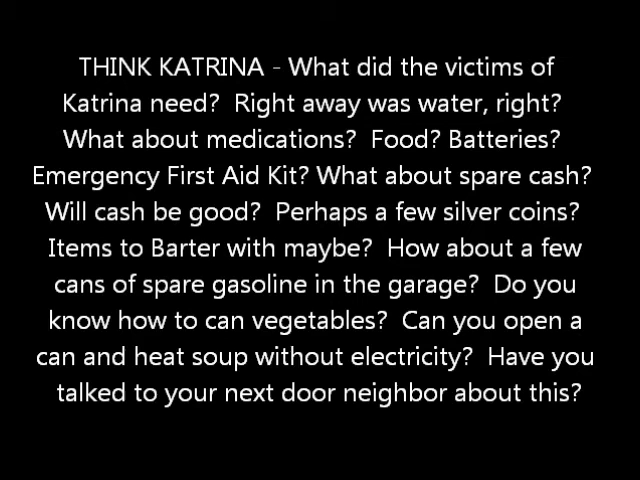 THINK KATRINA - What did the victims of
Katrina need?  Right away was water, right?
What about medications?  Food? Batteries?
Emergency First Aid Kit? What about spare cash?
Will cash be good?  Perhaps a few silver coins?
Items to Barter with maybe?  How about a few
cans of spare gasoline in the garage?  Do you
know how to can vegetables?  Can you open a
can and heat soup without electricity?  Have you
talked to your next door neighbor about this?